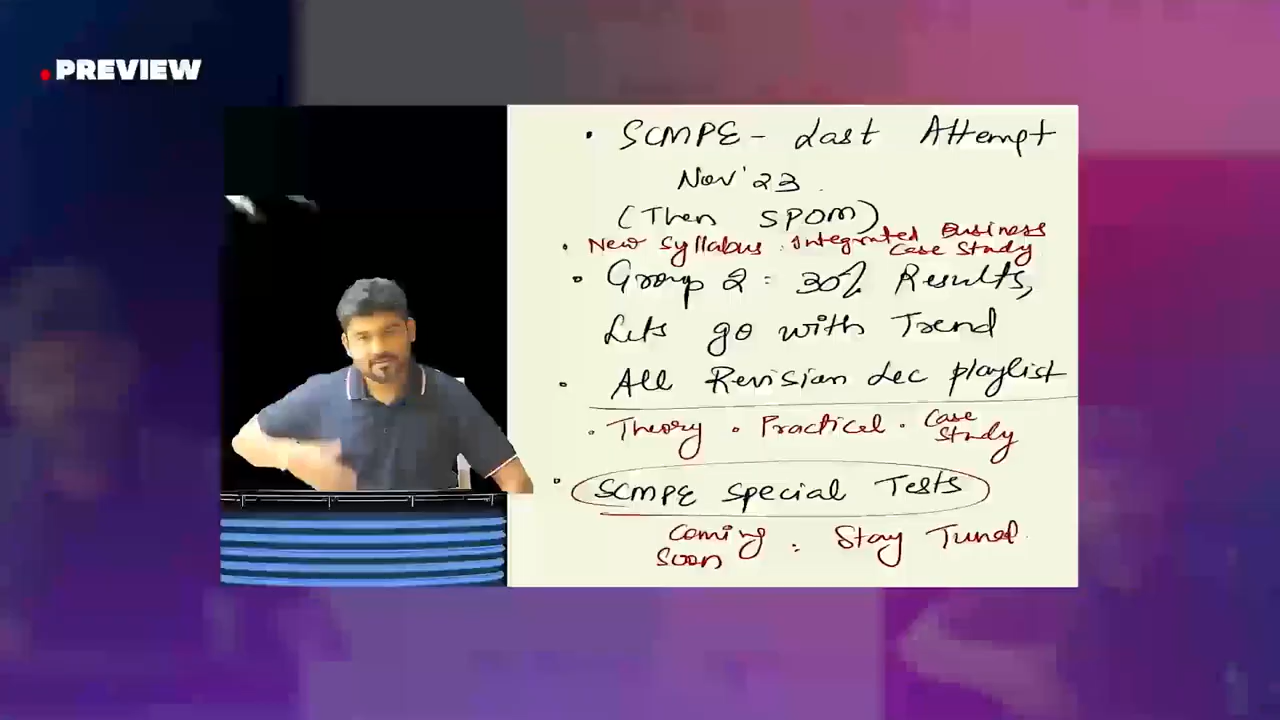 PREVIEW
• SCMPE - Last Attempt
Nov'23.
(Then SPOM)
• New Syllabus : Integrated Business
Case Study
• Group 2 : 30% Results,
Lets go with Trend
• All Revision Lec playlist
• Theory • Practical • Case
Study
• SCMPE Special Tests
Coming : Stay Tuned.
Soon